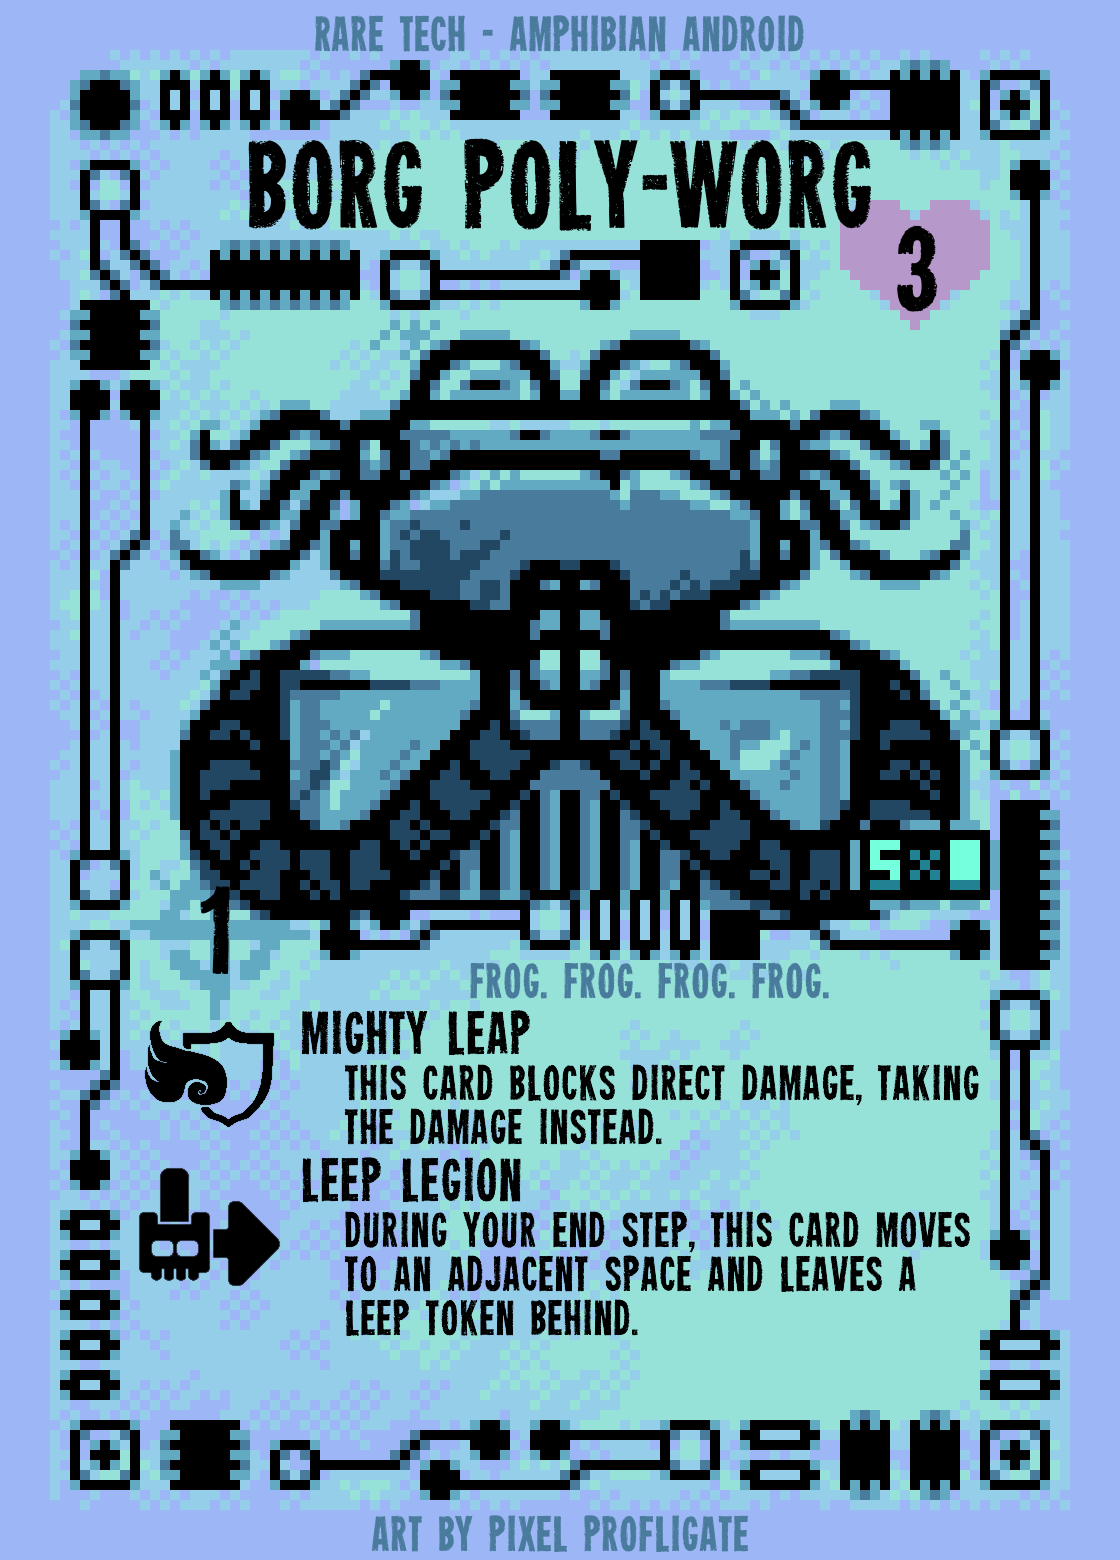 RARE TECH - AMPHIBIAN ANDROID
BORG POLY-WORG
3
5X
1
FROG. FROG. FROG. FROG.
MIGHTY LEAP
THIS CARD BLOCKS DIRECT DAMAGE, TAKING
THE DAMAGE INSTEAD.
LEEP LEGION
DURING YOUR END STEP, THIS CARD MOVES
TO AN ADJACENT SPACE AND LEAVES A
LEEP TOKEN BEHIND.
ART BY PIXEL PROFLIGATE